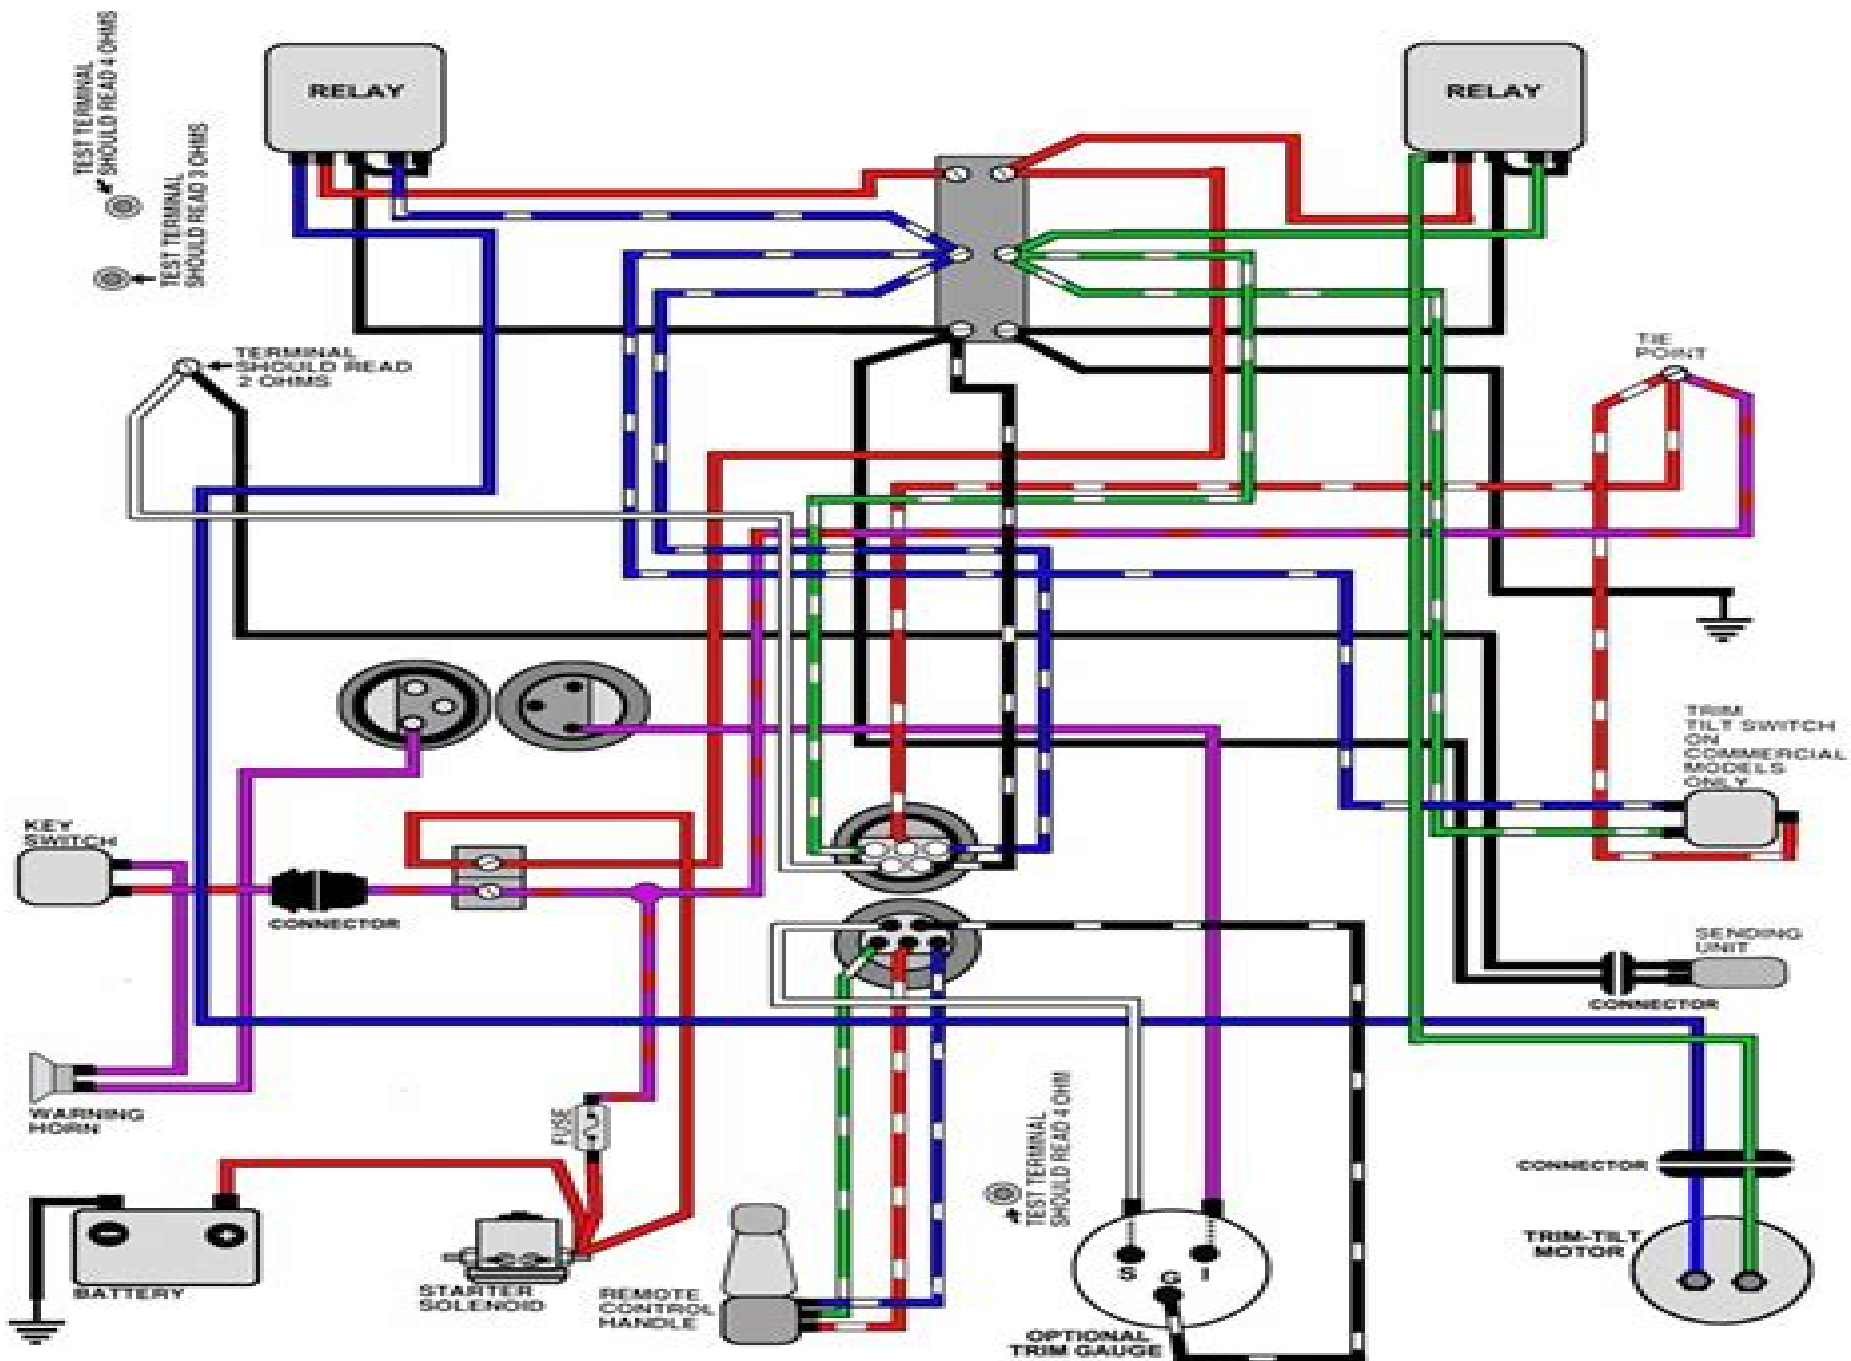 TEST TERMINAL
SHOULD READ 4 OHMS
TEST TERMINAL
SHOULD READ 3 OHMS
RELAY
RELAY
TERMINAL
SHOULD READ
2 OHMS
TIE
POINT
TRIM
TILT SWITCH
ON
COMMERCIAL
MODELS
ONLY
KEY
SWITCH
CONNECTOR
SENDING
UNIT
CONNECTOR
WARNING
HORN
FUSE
TEST TERMINAL
SHOULD READ 4 OHM
CONNECTOR
TRIM-TILT
MOTOR
BATTERY
STARTER
SOLENOID
REMOTE
CONTROL
HANDLE
S
I
G
OPTIONAL
TRIM GAUGE